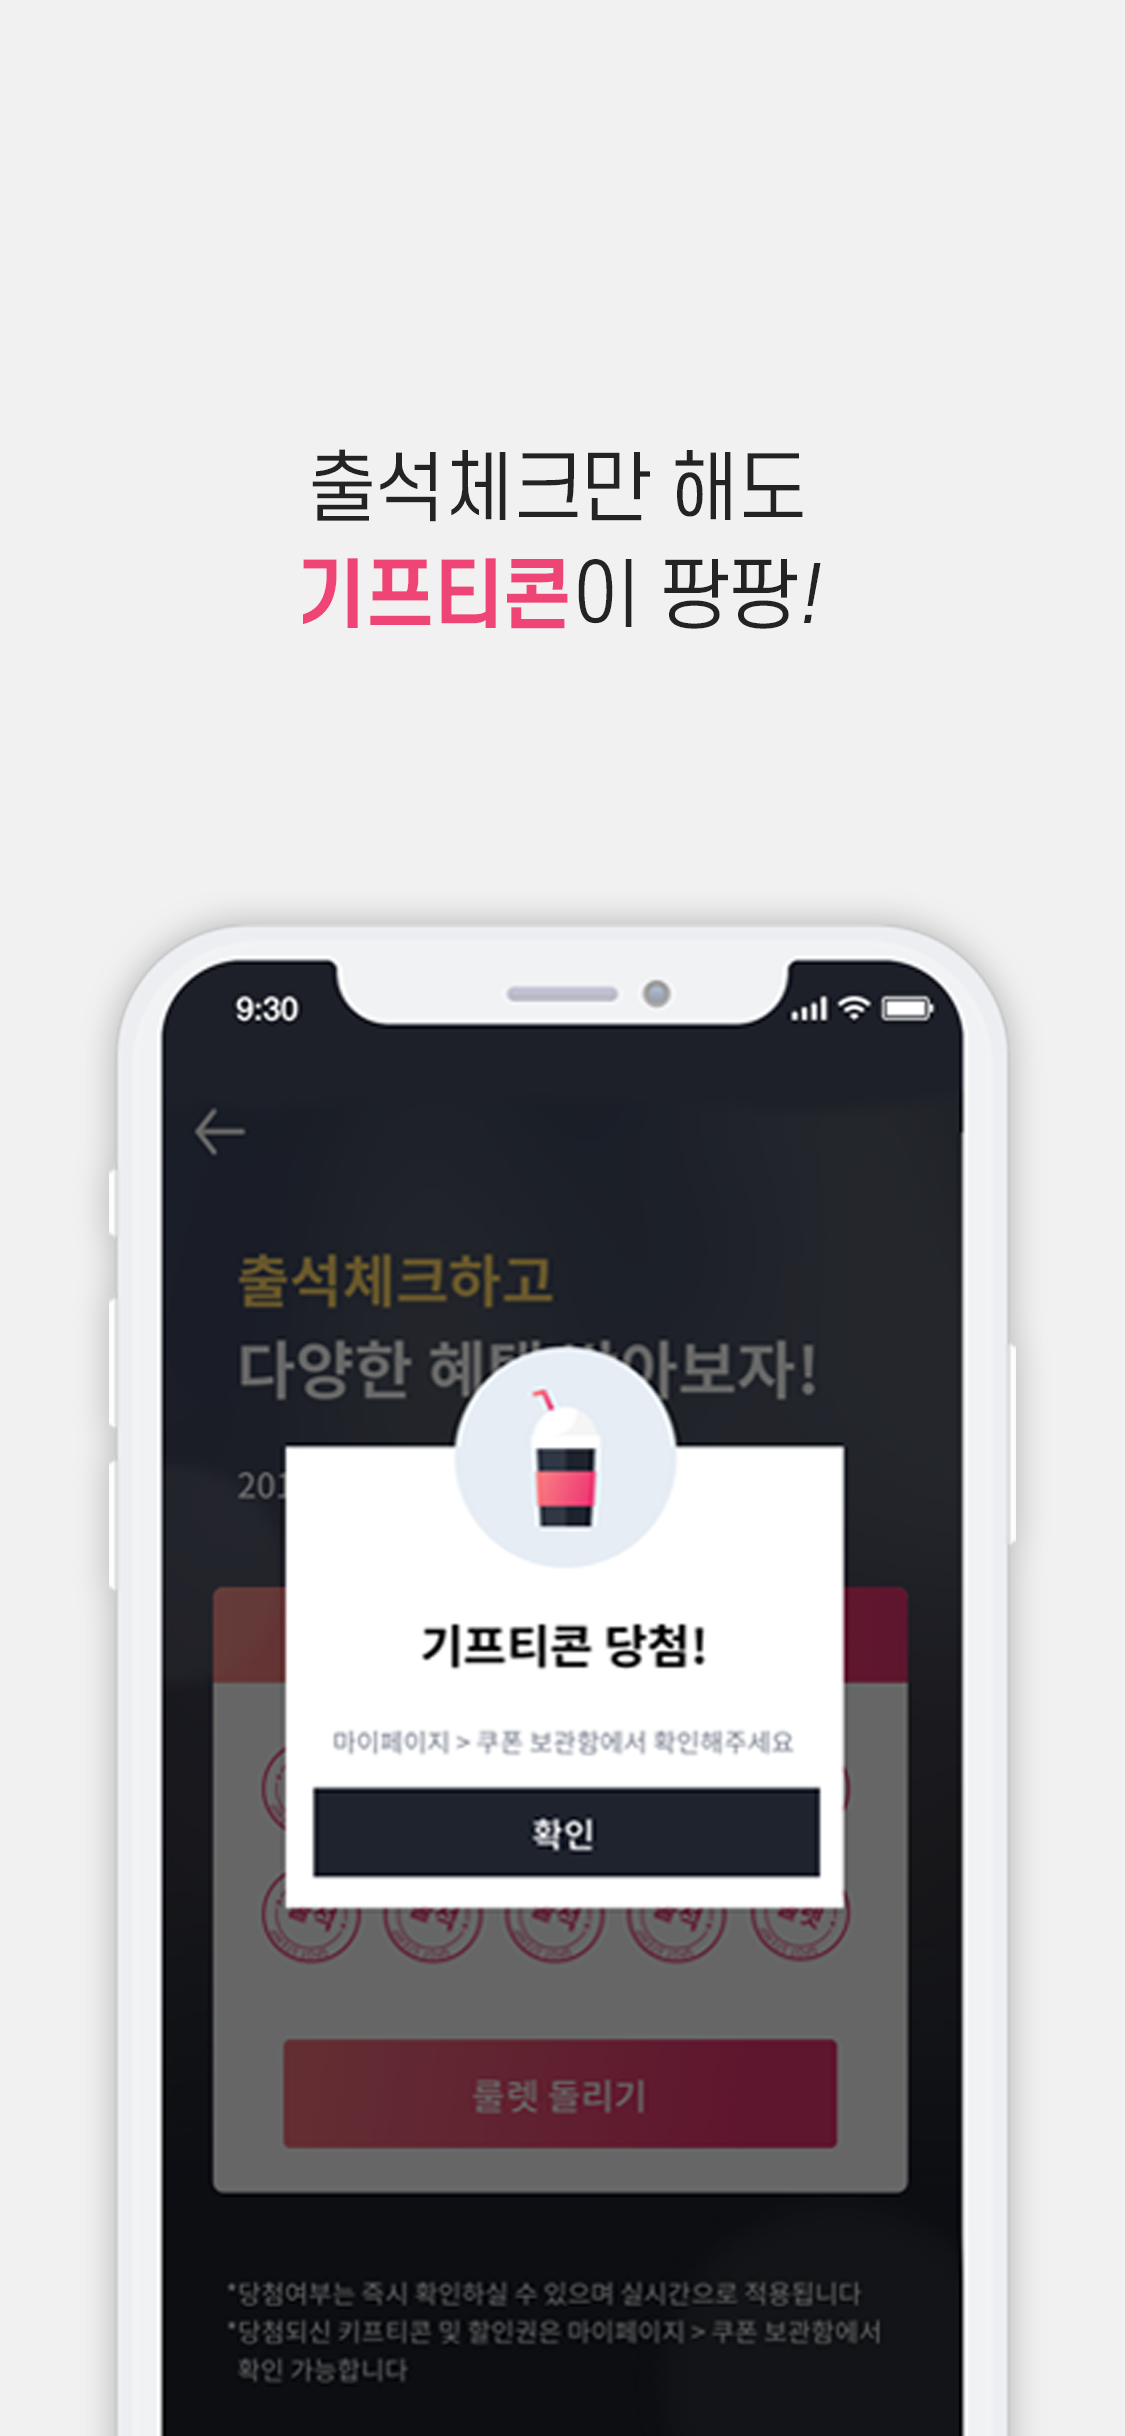 출석체크만 해도
기프티콘이 팡팡!
9:30
출석체크하고
다양한 혜택 받아보자!
201
기프티콘 당첨!
마이페이지 > 쿠폰 보관함에서 확인해주세요
확인
룰렛 돌리기
*당첨여부는 즉시 확인하실 수 있으며 실시간으로 적용됩니다
*당첨되신 키프티콘 및 할인권은 마이페이지 > 쿠폰 보관함에서
확인 가능합니다